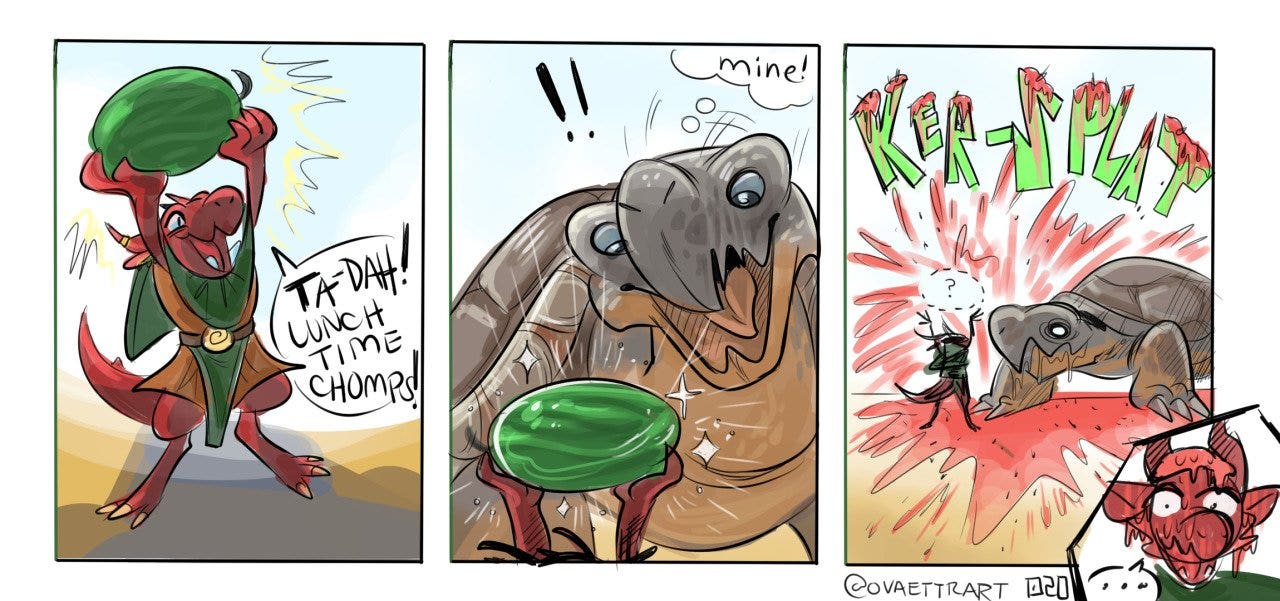 TA-DAH!
LUNCH
TIME
CHOMPS!
!!
mine!
KER-SPLAT
?
...
@OVAETTRART 2020